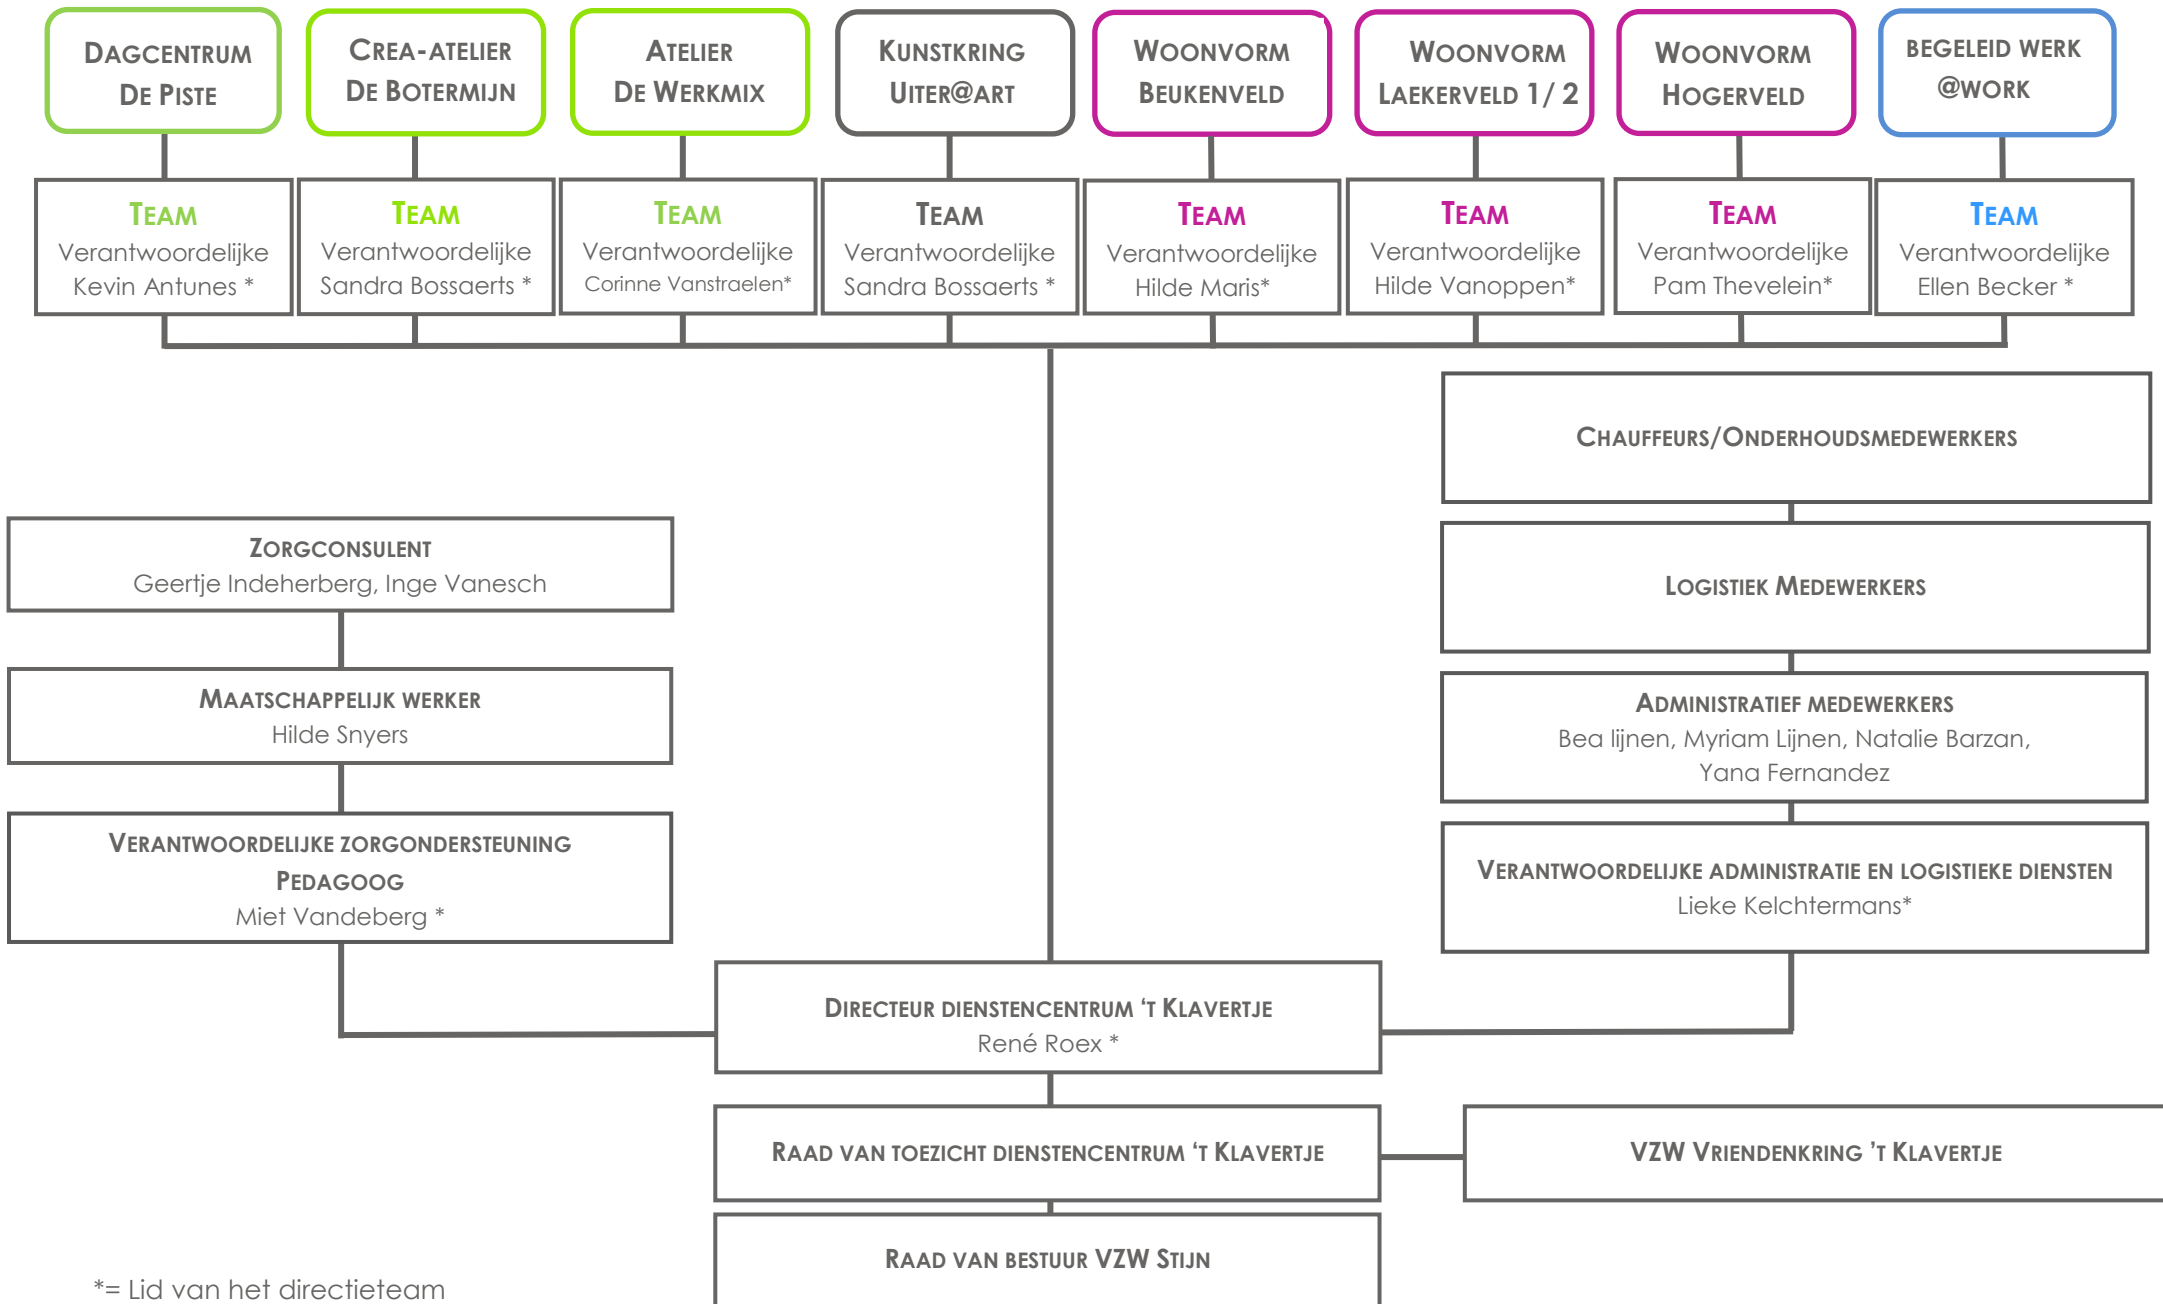 DAGCENTRUM
DE PISTE
CREA-ATELIER
DE BOTERMIJN
ATELIER
DE WERKMIX
KUNSTKRING
UITER@ART
WOONVORM
BEUKENVELD
WOONVORM
LAEKERVELD 1/ 2
WOONVORM
HOGERVELD
BEGELEID WERK
@WORK
TEAM
Verantwoordelijke
Kevin Antunes *
TEAM
Verantwoordelijke
Sandra Bossaerts *
TEAM
Verantwoordelijke
Corinne Vanstraelen*
TEAM
Verantwoordelijke
Sandra Bossaerts *
TEAM
Verantwoordelijke
Hilde Maris*
TEAM
Verantwoordelijke
Hilde Vanoppen*
TEAM
Verantwoordelijke
Pam Thevelein*
TEAM
Verantwoordelijke
Ellen Becker *
CHAUFFEURS/ONDERHOUDSMEDEWERKERS
LOGISTIEK MEDEWERKERS
ADMINISTRATIEF MEDEWERKERS
Bea lijnen, Myriam Lijnen, Natalie Barzan,
Yana Fernandez
VERANTWOORDELIJKE ADMINISTRATIE EN LOGISTIEKE DIENSTEN
Lieke Kelchtermans*
ZORGCONSULENT
Geertje Indeherberg, Inge Vanesch
MAATSCHAPPELIJK WERKER
Hilde Snyers
VERANTWOORDELIJKE ZORGONDERSTEUNING
PEDAGOOG
Miet Vandeberg *
DIRECTEUR DIENSTENCENTRUM ‘T KLAVERTJE
René Roex *
RAAD VAN TOEZICHT DIENSTENCENTRUM ‘T KLAVERTJE
VZW VRIENDENKRING ’T KLAVERTJE
RAAD VAN BESTUUR VZW STIJN
*= Lid van het directieteam